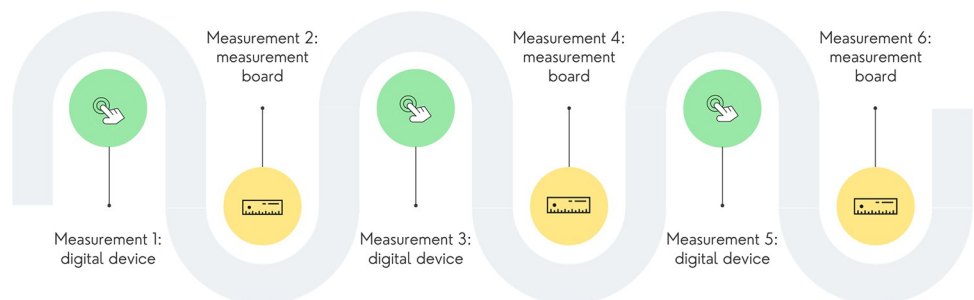 Measurement 1:
digital device
Measurement 2:
measurement
board
Measurement 3:
digital device
Measurement 4:
measurement
board
Measurement 5:
digital device
Measurement 6:
measurement
board